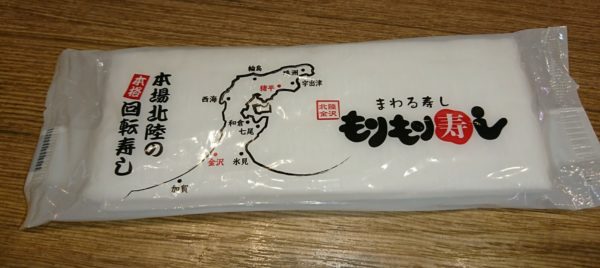 本場北陸の
本格
回転寿し
輪島
珠洲
宇出津
穂平
西海
和倉
七尾
金沢
氷見
加賀
北陸
金沢
まわる寿し
もりもり寿し